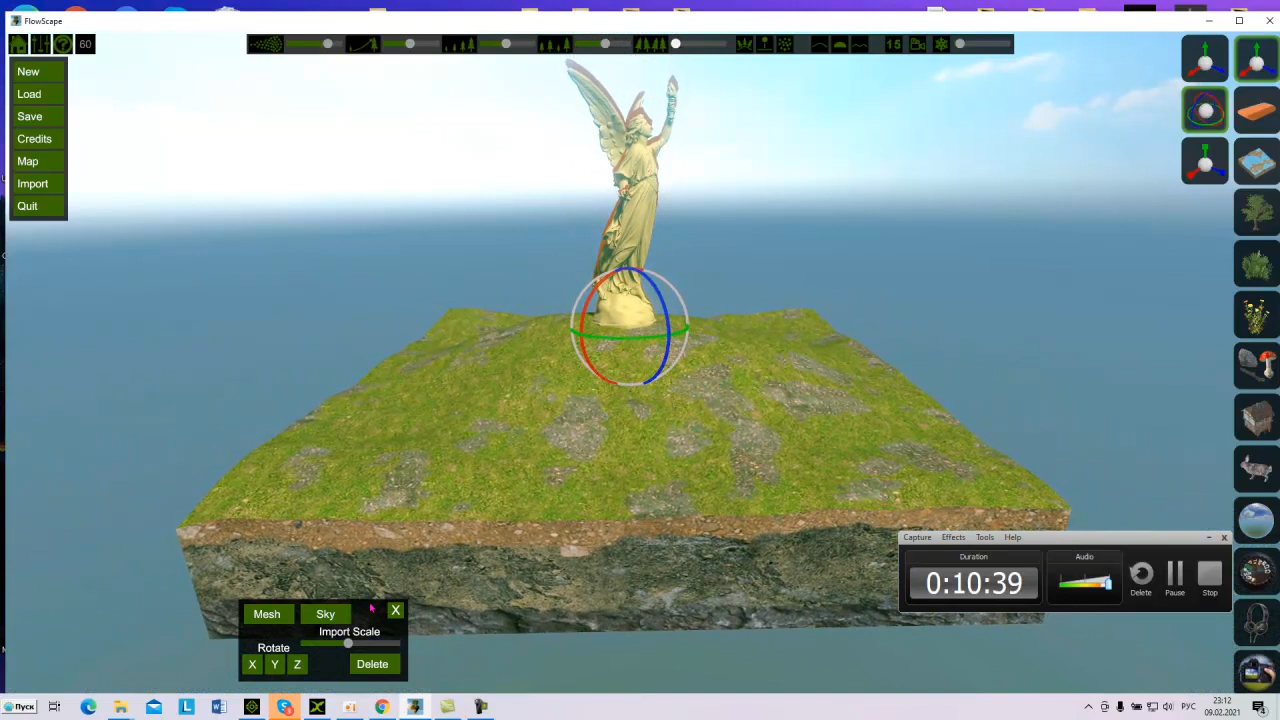 FlowScape
60
15
New
Load
Save
Credits
Map
Import
Quit
Capture Effects Tools Help
Duration
Audio
0:10:39
Delete
Pause
Stop
Mesh
Sky
X
Import Scale
Rotate
X
Y
Z
Delete
Пуск
РУС
23:12
09.02.2021
4